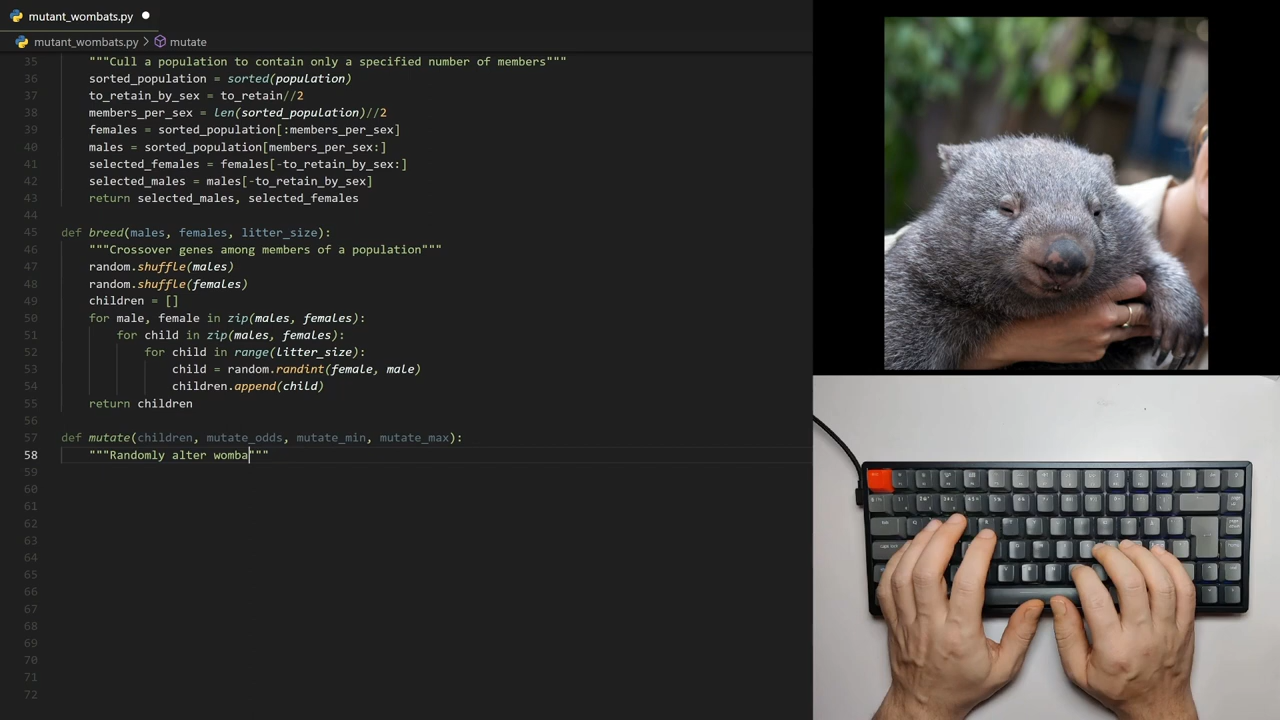 mutant_wombats.py
mutant_wombats.py > mutate
35 """Cull a population to contain only a specified number of members"""
36 sorted_population = sorted(population)
37 to_retain_by_sex = to_retain//2
38 members_per_sex = len(sorted_population)//2
39 females = sorted_population[:members_per_sex]
40 males = sorted_population[members_per_sex:]
41 selected_females = females[-to_retain_by_sex:]
42 selected_males = males[-to_retain_by_sex:]
43 return selected_males, selected_females
44
45 def breed(males, females, litter_size):
46 """Crossover genes among members of a population"""
47 random.shuffle(males)
48 random.shuffle(females)
49 children = []
50 for male, female in zip(males, females):
51 for child in zip(males, females):
52 for child in range(litter_size):
53 child = random.randint(female, male)
54 children.append(child)
55 return children
56
57 def mutate(children, mutate_odds, mutate_min, mutate_max):
58 """Randomly alter womba"""
59
60
61
62
63
64
65
66
67
68
69
70
71
72